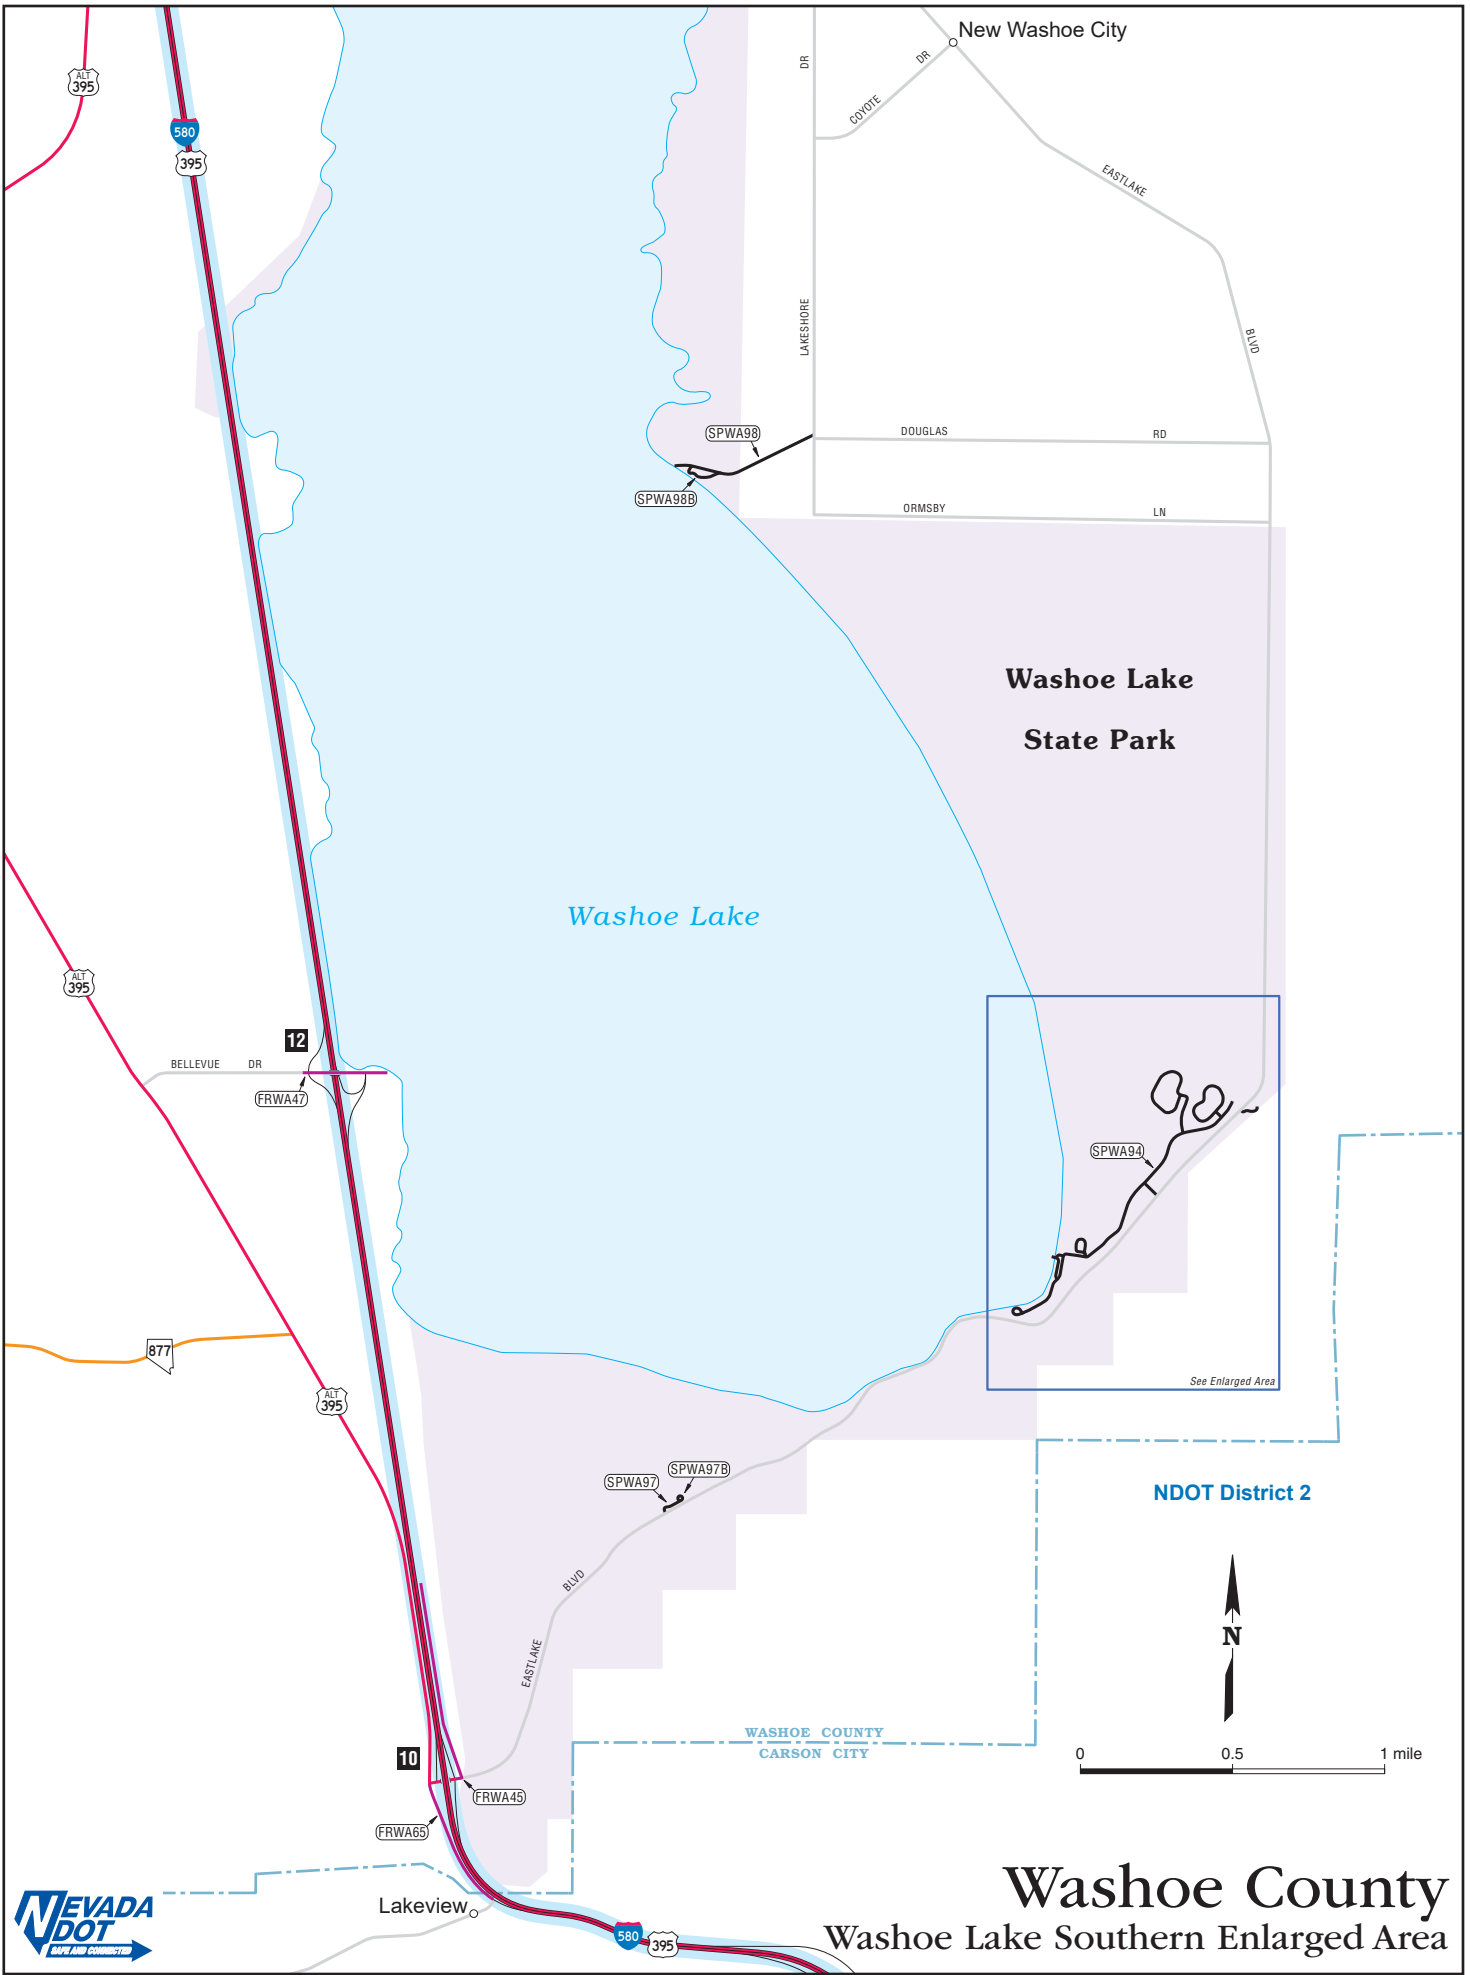 New Washoe City
ALT
395
580
395
DR
COYOTE
DR
EASTLAKE
BLVD
LAKESHORE
SPWA98
SPWA98B
DOUGLAS
RD
ORMSBY
LN
Washoe Lake
State Park
Washoe Lake
ALT
395
12
BELLEVUE DR
FRWA47
SPWA94
877
ALT
395
See Enlarged Area
SPWA97
SPWA97B
NDOT District 2
BLVD
EASTLAKE
N
WASHOE COUNTY
CARSON CITY
10
0
0.5
1 mile
FRWA45
FRWA65
Lakeview
580
395
NEVADA
DOT
SAFE AND CONNECTED
Washoe County
Washoe Lake Southern Enlarged Area